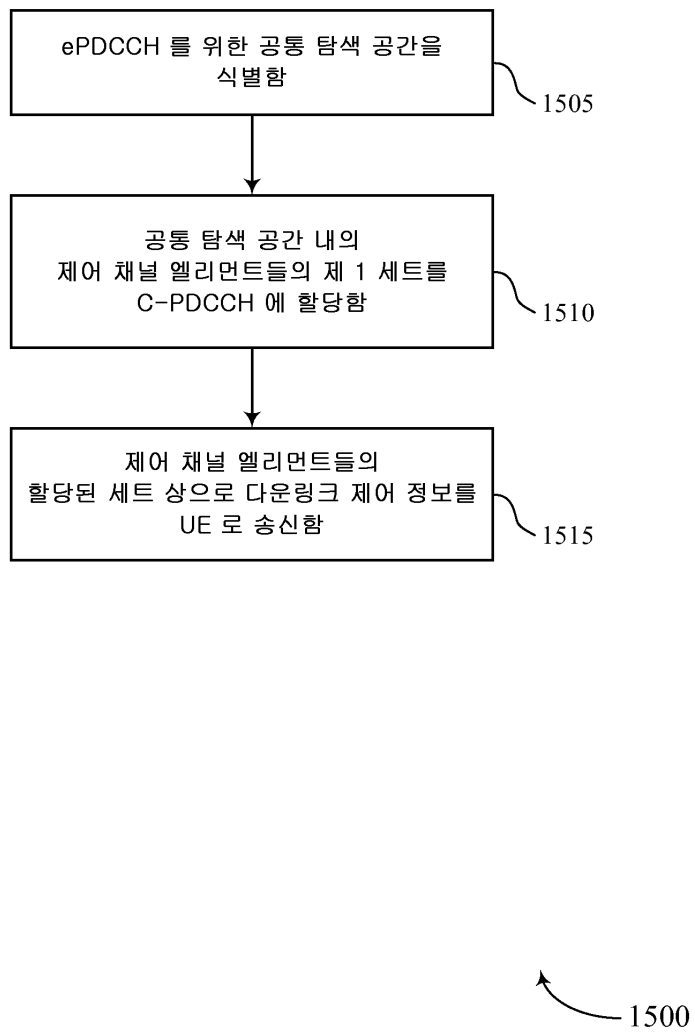 ePDCCH 를 위한 공통 탐색 공간을
식별함
1505
공통 탐색 공간 내의
제어 채널 엘리먼트들의 제 1 세트를
C-PDCCH 에 할당함
1510
제어 채널 엘리먼트들의
할당된 세트 상으로 다운링크 제어 정보를
UE 로 송신함
1515
1500